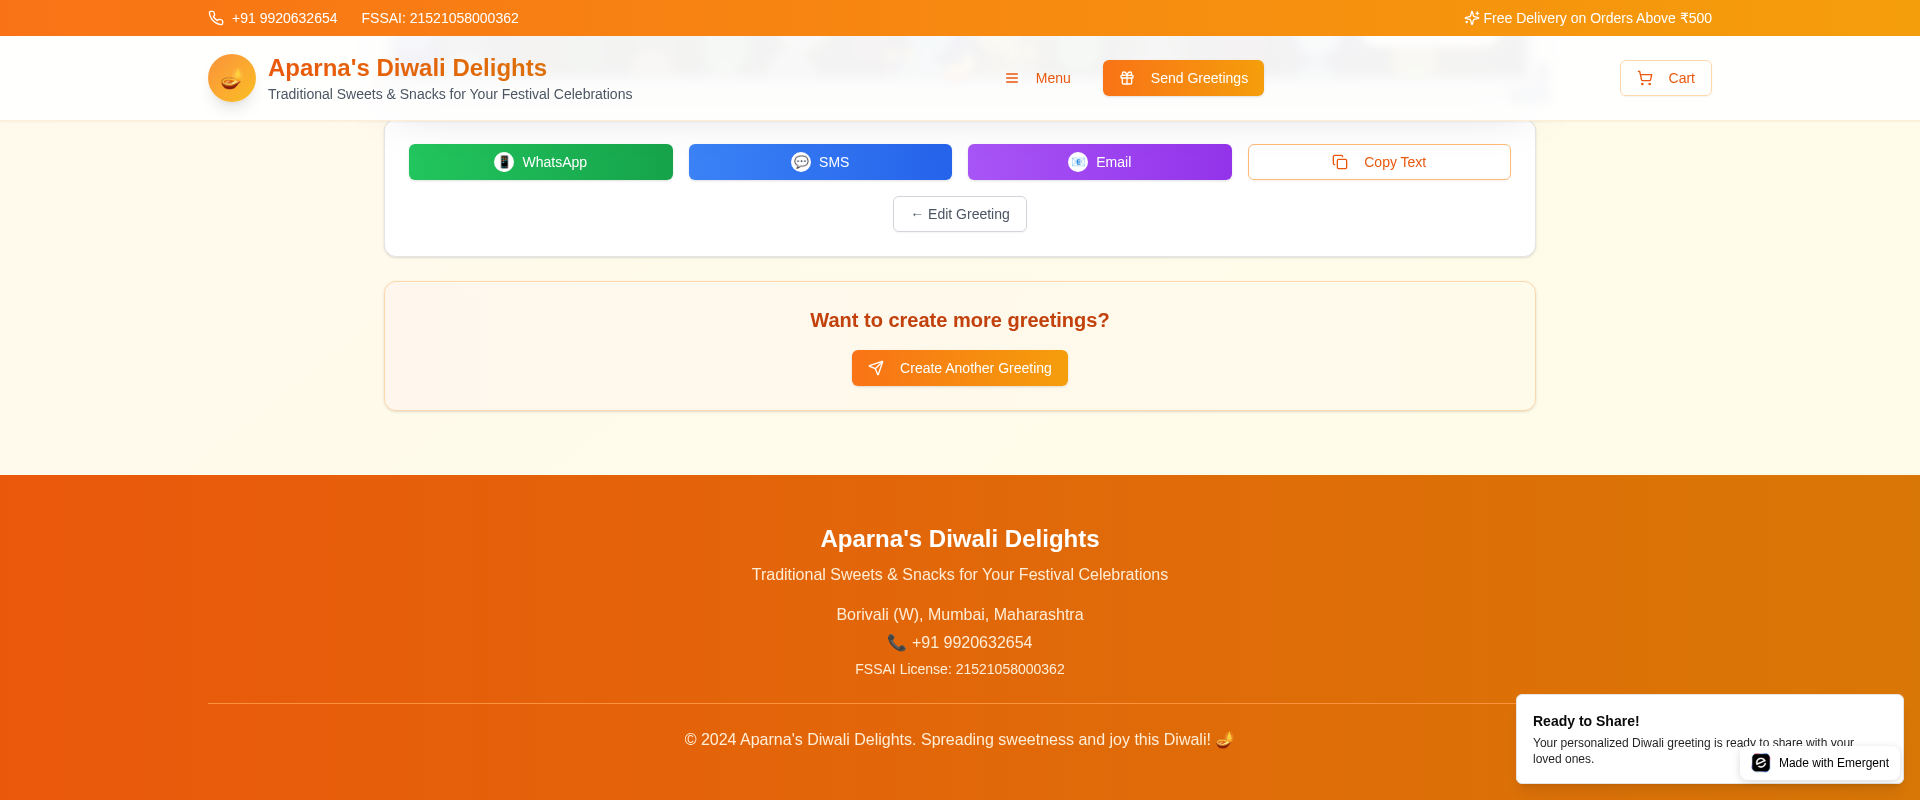 +91 9920632654
FSSAI: 21521058000362
Free Delivery on Orders Above ₹500
Aparna's Diwali Delights
Traditional Sweets & Snacks for Your Festival Celebrations
Menu
Send Greetings
Cart
WhatsApp
SMS
Email
Copy Text
← Edit Greeting
Want to create more greetings?
Create Another Greeting
Aparna's Diwali Delights
Traditional Sweets & Snacks for Your Festival Celebrations
Borivali (W), Mumbai, Maharashtra
📞 +91 9920632654
FSSAI License: 21521058000362
© 2024 Aparna's Diwali Delights. Spreading sweetness and joy this Diwali! 🪔
Ready to Share!
Your personalized Diwali greeting is ready to share with your
loved ones.
Made with Emergent